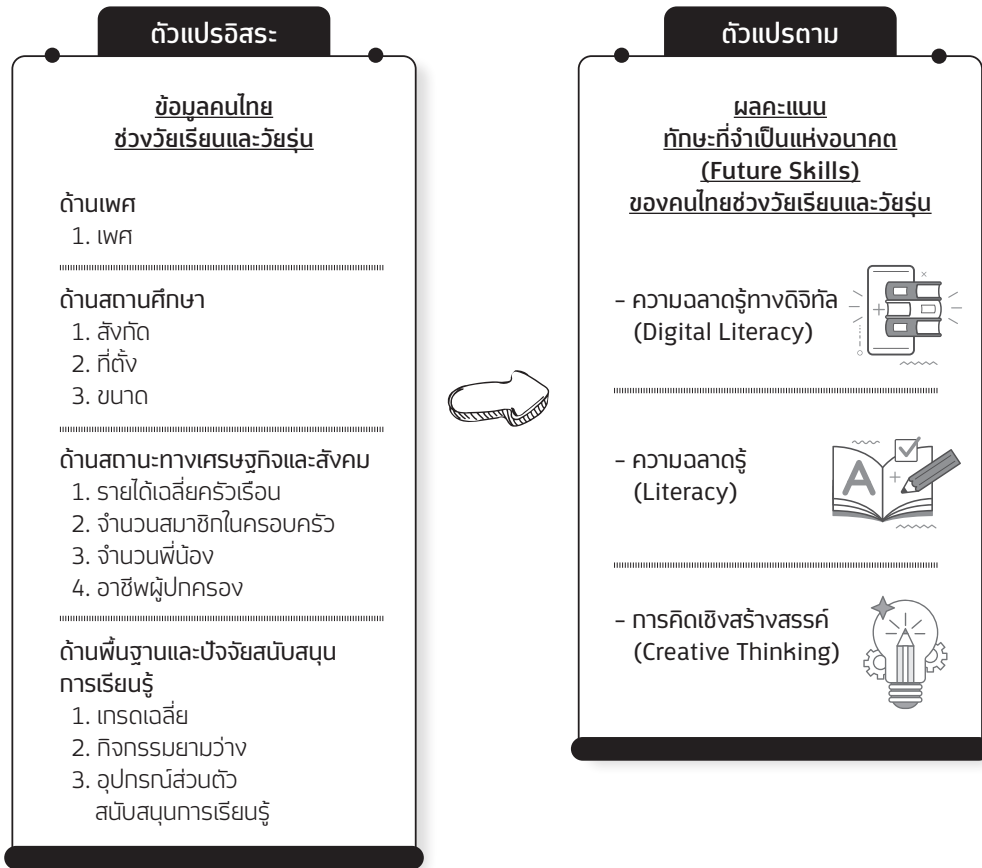 ตัวแปรอิสระ
ข้อมูลคนไทย
ช่วงวัยเรียนและวัยรุ่น
ด้านเพศ
1. เพศ
ด้านสถานศึกษา
1. สังกัด
2. ที่ตั้ง
3. ขนาด
ด้านสถานะทางเศรษฐกิจและสังคม
1. รายได้เฉลี่ยครัวเรือน
2. จำนวนสมาชิกในครอบครัว
3. จำนวนพี่น้อง
4. อาชีพผู้ปกครอง
ด้านพื้นฐานและปัจจัยสนับสนุน
การเรียนรู้
1. เกรดเฉลี่ย
2. กิจกรรมยามว่าง
3. อุปกรณ์ส่วนตัว
สนับสนุนการเรียนรู้
ตัวแปรตาม
ผลคะแนน
ทักษะที่จำเป็นแห่งอนาคต
(Future Skills)
ของคนไทยช่วงวัยเรียนและวัยรุ่น
- ความฉลาดรู้ทางดิจิทัล
(Digital Literacy)
- ความฉลาดรู้
(Literacy)
A
- การคิดเชิงสร้างสรรค์
(Creative Thinking)